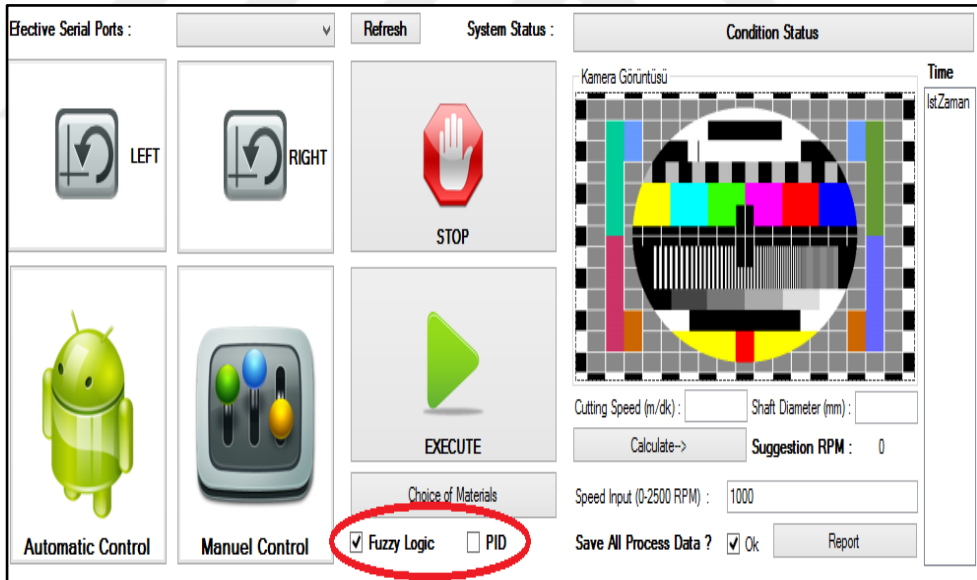 Efective Serial Ports :
Refresh
System Status :
Condition Status
LEFT
RIGHT
STOP
Kamera Görüntüsü
Time
IstZaman
Automatic Control
Manuel Control
EXECUTE
Choice of Materials
Fuzzy Logic
PID
Cutting Speed (m/dk) :
Shaft Diameter (mm) :
Calculate-->
Suggestion RPM : 0
Speed Input (0-2500 RPM) : 1000
Save All Process Data ? Ok
Report